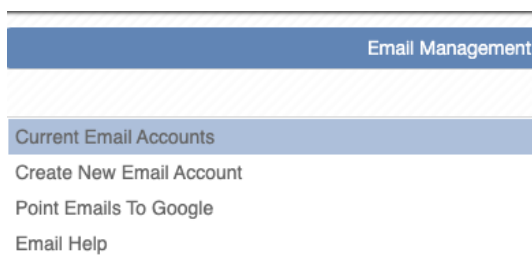 Email Management
Current Email Accounts
Create New Email Account
Point Emails To Google
Email Help